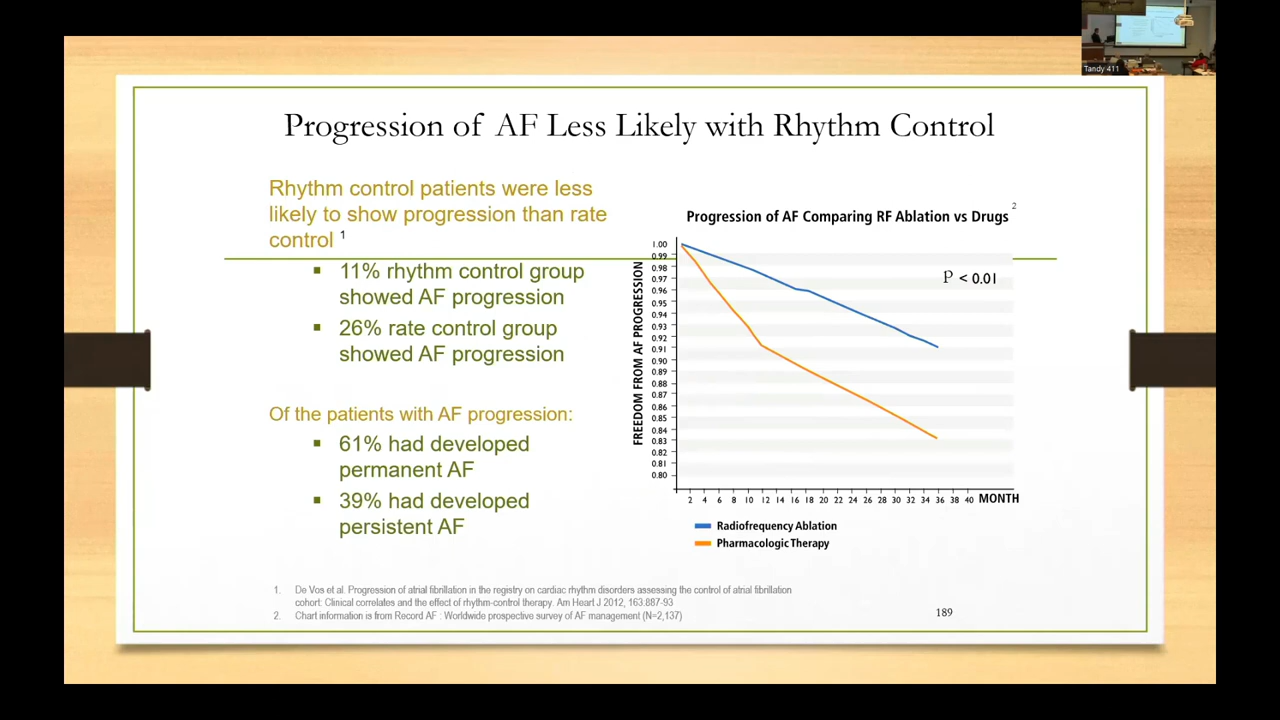 Tandy 411
Progression of AF Less Likely with Rhythm Control
Rhythm control patients were less
likely to show progression than rate
control 1
▪ 11% rhythm control group
showed AF progression
▪ 26% rate control group
showed AF progression
Of the patients with AF progression:
▪ 61% had developed
permanent AF
▪ 39% had developed
persistent AF
Progression of AF Comparing RF Ablation vs Drugs 2
FREEDOM FROM AF PROGRESSION
1.00
0.99
0.98
0.97
0.96
0.95
0.93
0.92
0.91
0.90
0.89
0.88
0.87
0.86
0.85
0.84
0.83
0.82
0.81
0.80
P < 0.01
2 4 6 8 10 12 14 16 18 20 22 24 26 28 30 32 34 36 38 40 MONTH
Radiofrequency Ablation
Pharmacologic Therapy
1. De Vos et al. Progression of atrial fibrillation in the registry on cardiac rhythm disorders assessing the control of atrial fibrillation
cohort: Clinical correlates and the effect of rhythm-control therapy. Am Heart J 2012, 163:887-93
2. Chart information is from Record AF : Worldwide prospective survey of AF management (N=2,137)
189